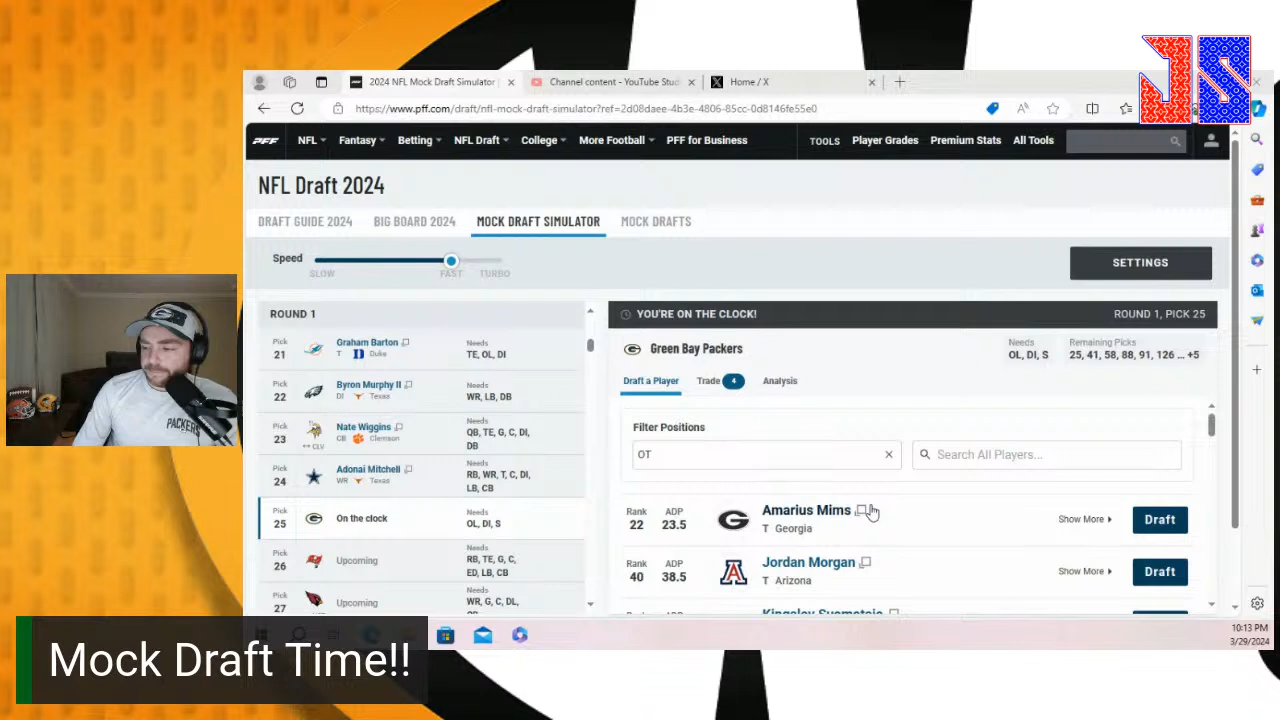 JS
2024 NFL Mock Draft Simulator
Channel content - YouTube Stud
Home / X
https://www.pff.com/draft/nfl-mock-draft-simulator?ref=2d08daee-4b3e-4806-85cc-0d8146fe55e0
PFF NFL Fantasy Betting NFL Draft College More Football PFF for Business TOOLS Player Grades Premium Stats All Tools
NFL Draft 2024
DRAFT GUIDE 2024 BIG BOARD 2024 MOCK DRAFT SIMULATOR MOCK DRAFTS
Speed
SLOW FAST TURBO
SETTINGS
ROUND 1
Pick 21 Graham Barton T Duke Needs TE, OL, DI
Pick 22 Byron Murphy II DI Texas Needs WR, LB, DB
Pick 23 Nate Wiggins CB Clemson Needs QB, TE, G, C, DI, DB
↔ CLV
Pick 24 Adonai Mitchell WR Texas Needs RB, WR, T, C, DI, LB, CB
Pick 25 On the clock Needs OL, DI, S
Pick 26 Upcoming Needs RB, TE, G, C, ED, LB, CB
Pick 27 Upcoming Needs WR, G, C, DL,
YOU'RE ON THE CLOCK! ROUND 1, PICK 25
Green Bay Packers
Needs OL, DI, S
Remaining Picks 25, 41, 58, 88, 91, 126 ... +5
Draft a Player Trade 4 Analysis
Filter Positions
OT Search All Players...
Rank 22 ADP 23.5 Amarius Mims T Georgia Show More Draft
Rank 40 ADP 38.5 Jordan Morgan T Arizona Show More Draft
Kingsley Suamataia
PACKERS
10:13 PM
3/29/2024
Mock Draft Time!!